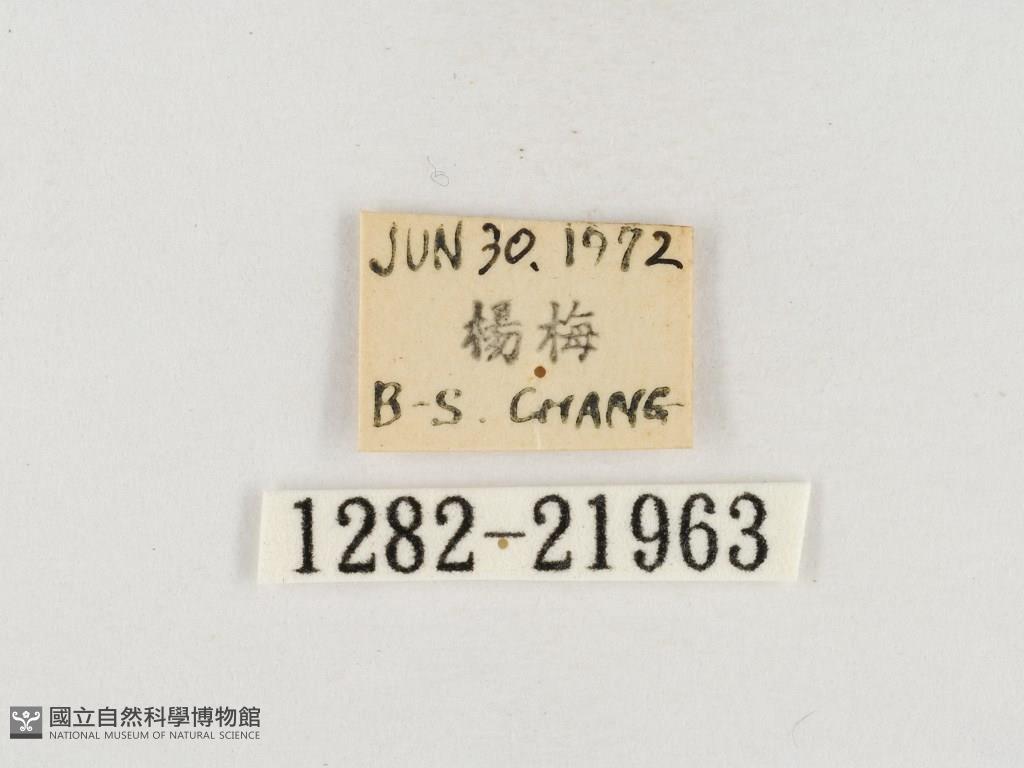 JUN 30. 1972
楊梅
B-S. CHANG
1282-21963
國立自然科學博物館
NATIONAL MUSEUM OF NATURAL SCIENCE